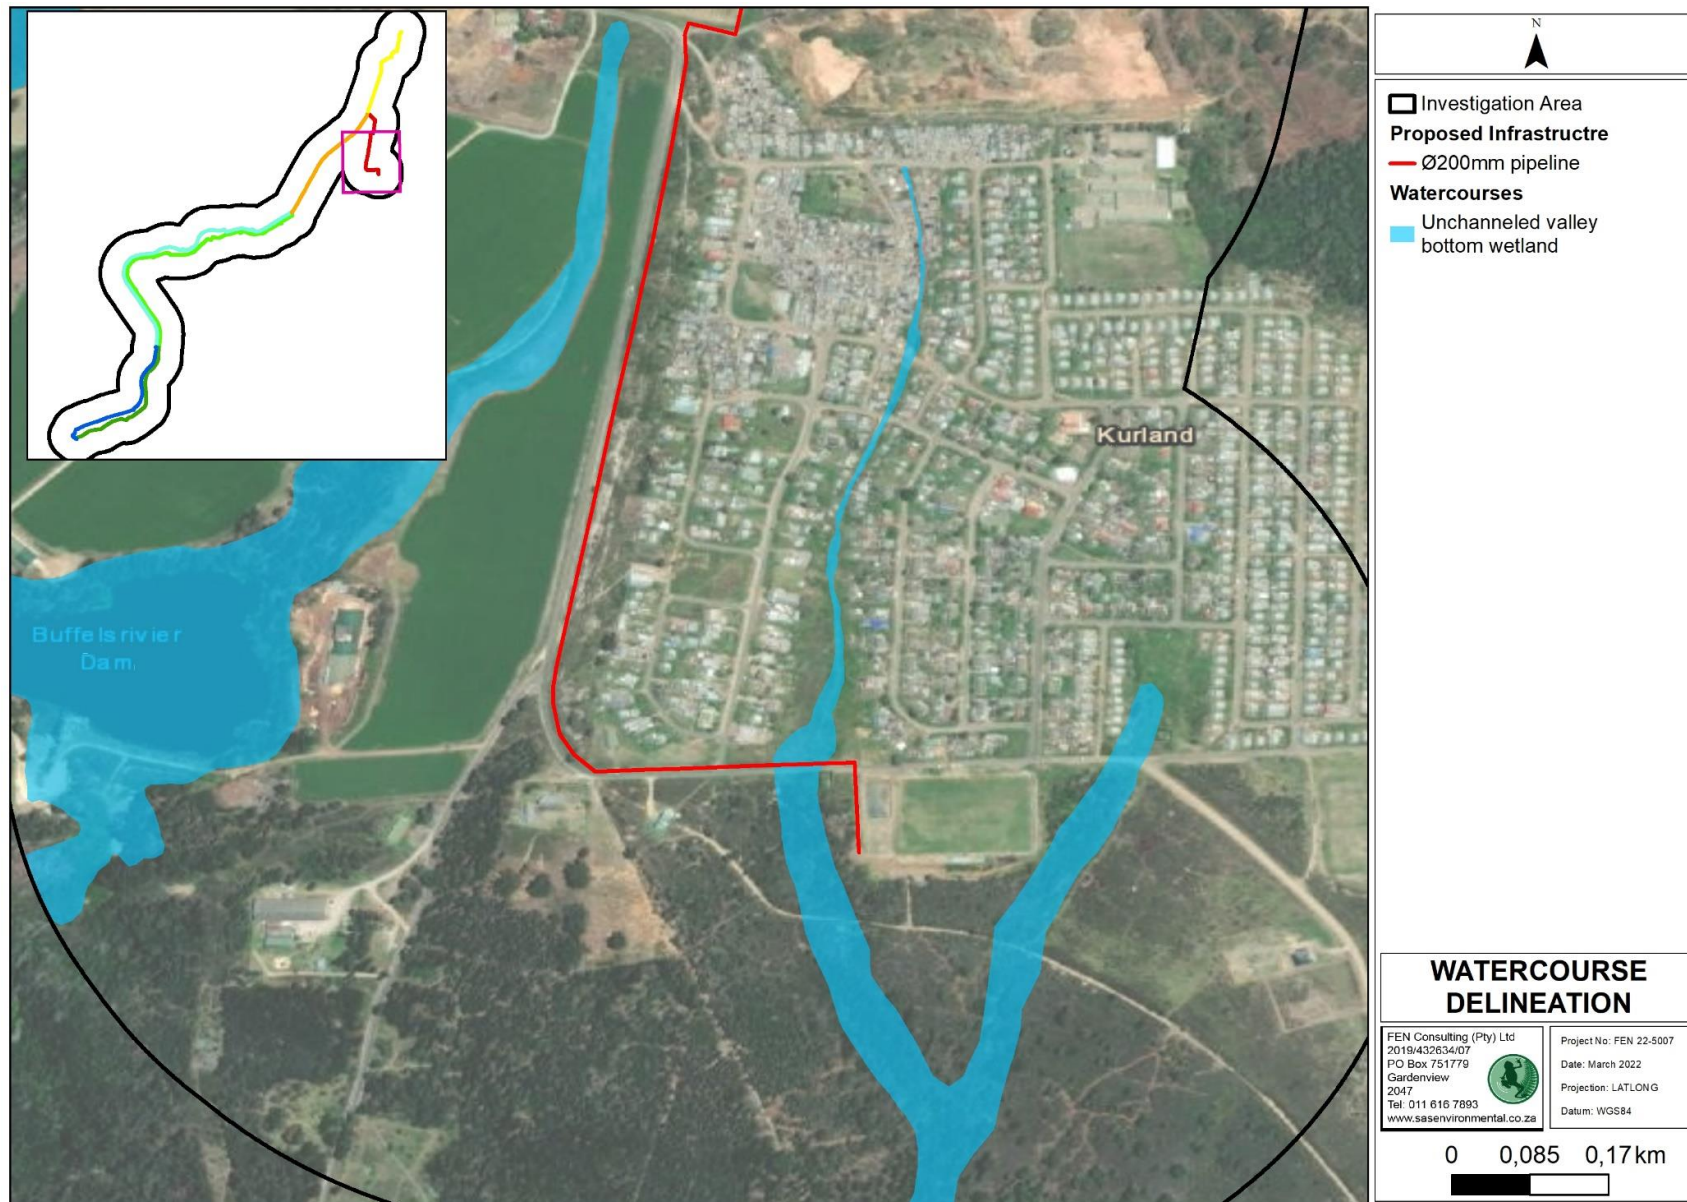 N
Investigation Area
Proposed Infrastructre
Ø200mm pipeline
Watercourses
Unchanneled valley
bottom wetland
Kurland
Buffelsrivier
Dam
WATERCOURSE
DELINEATION
FEN Consulting (Pty) Ltd
2019/432634/07
PO Box 751779
Gardenview
2047
Tel: 011 616 7893
www.sasenvironmental.co.za
Project No: FEN 22-5007
Date: March 2022
Projection: LATLONG
Datum: WGS84
0 0,085 0,17 km